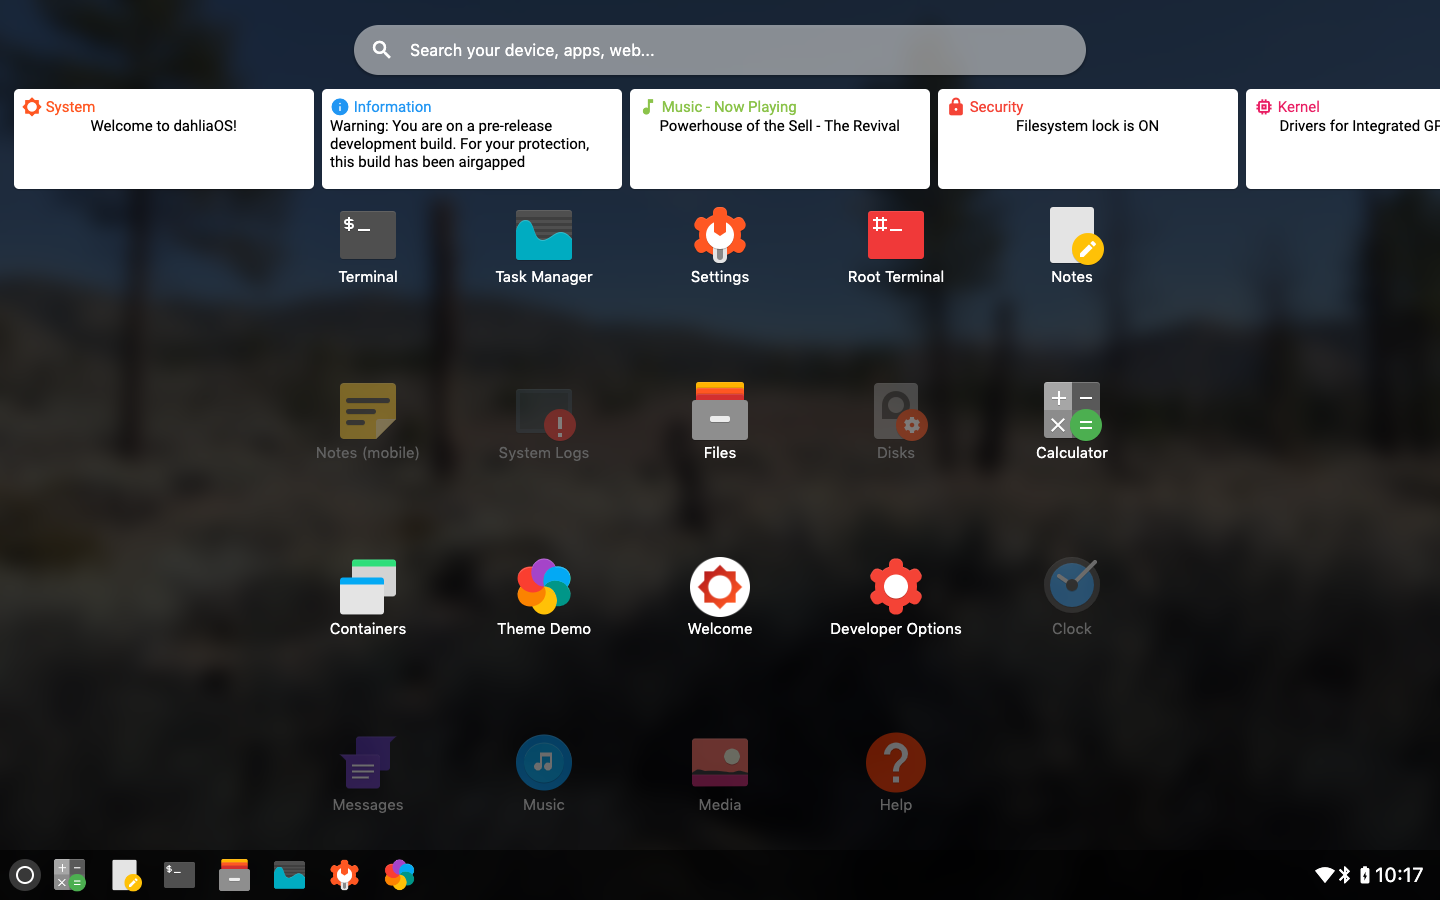 Search your device, apps, web...
System
Welcome to dahliaOS!
Information
Warning: You are on a pre-release
development build. For your protection,
this build has been airgapped
Music - Now Playing
Powerhouse of the Sell - The Revival
Security
Filesystem lock is ON
Kernel
Drivers for Integrated GP
$_
#_
Terminal
Task Manager
Settings
Root Terminal
Notes
Notes (mobile)
System Logs
Files
Disks
Calculator
Containers
Theme Demo
Welcome
Developer Options
Clock
Messages
Music
Media
Help
10:17